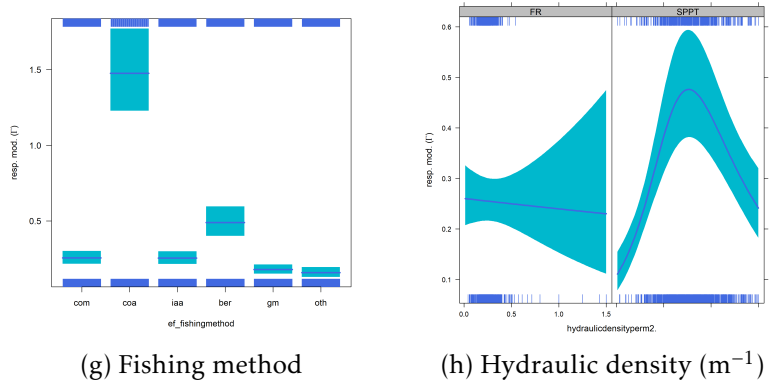 resp. mod. (Γ)
1.5
1.0
0.5
com coa iaa ber gm oth
ef_fishingmethod
(g) Fishing method
FR SPPT
resp. mod. (Γ)
0.6
0.5
0.4
0.3
0.2
0.1
0.0 0.5 1.0 1.5
hydraulicdensityperm2.
(h) Hydraulic density (m⁻¹)